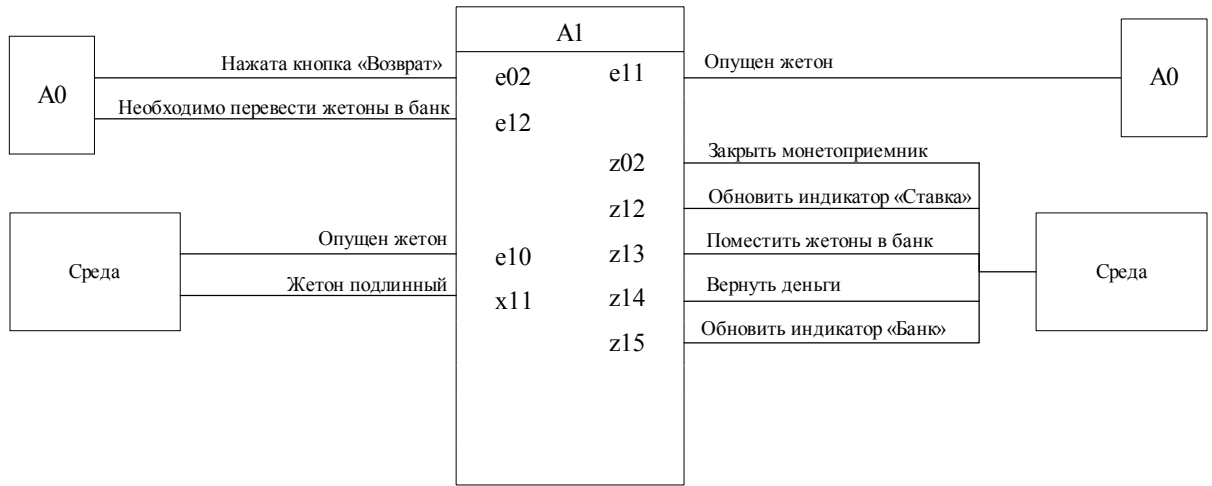 A1
A0
Нажата кнопка «Возврат»
e02
e11
Опущен жетон
A0
Необходимо перевести жетоны в банк
e12
z02
Закрыть монетоприемник
z12
Обновить индикатор «Ставка»
Среда
Опущен жетон
e10
z13
Поместить жетоны в банк
Среда
Жетон подлинный
x11
z14
Вернуть деньги
z15
Обновить индикатор «Банк»